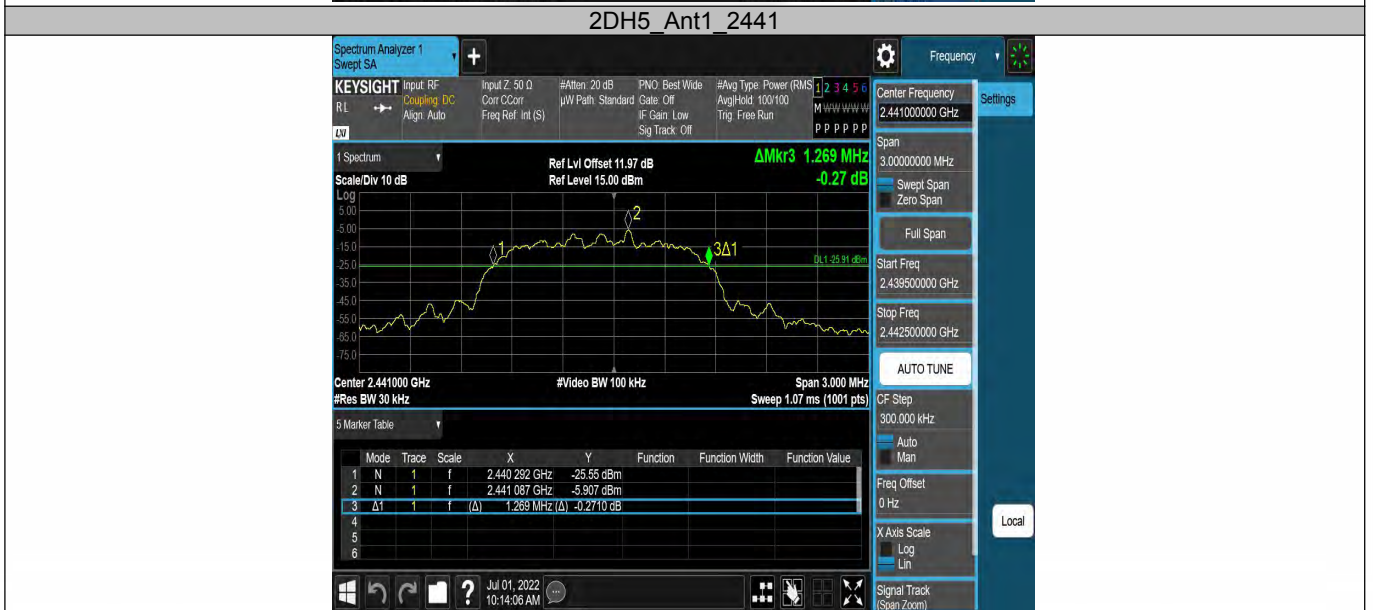 2DH5_Ant1_2441
Spectrum Analyzer 1
Swept SA
+
Frequency
KEYSIGHT
RL
LXI
Input: RF
Coupling: DC
Align: Auto
Input Z: 50 Ω
Corr CCorr
Freq Ref: Int (S)
#Atten: 20 dB
µW Path: Standard
PNO: Best Wide
Gate: Off
IF Gain: Low
Sig Track: Off
#Avg Type: Power (RMS
Avg|Hold: 100/100
Trig: Free Run
1 2 3 4 5 6
M W W W W W
P P P P P P
1 Spectrum
Scale/Div 10 dB
Ref Lvl Offset 11.97 dB
Ref Level 15.00 dBm
ΔMkr3 1.269 MHz
-0.27 dB
Log
5.00
-5.00
-15.0
-25.0
-35.0
-45.0
-55.0
-65.0
-75.0
1
2
3Δ1
DL1 -25.91 dBm
Center 2.441000 GHz
#Res BW 30 kHz
#Video BW 100 kHz
Span 3.000 MHz
Sweep 1.07 ms (1001 pts)
5 Marker Table
Mode Trace Scale X Y Function Function Width Function Value
1 N 1 f 2.440 292 GHz -25.55 dBm
2 N 1 f 2.441 087 GHz -5.907 dBm
3 Δ1 1 f (Δ) 1.269 MHz (Δ) -0.2710 dB
4
5
6
?
Jul 01, 2022
10:14:06 AM
Center Frequency
2.441000000 GHz
Settings
Span
3.00000000 MHz
Swept Span
Zero Span
Full Span
Start Freq
2.439500000 GHz
Stop Freq
2.442500000 GHz
AUTO TUNE
CF Step
300.000 kHz
Auto
Man
Freq Offset
0 Hz
X Axis Scale
Log
Lin
Local
Signal Track
(Span Zoom)